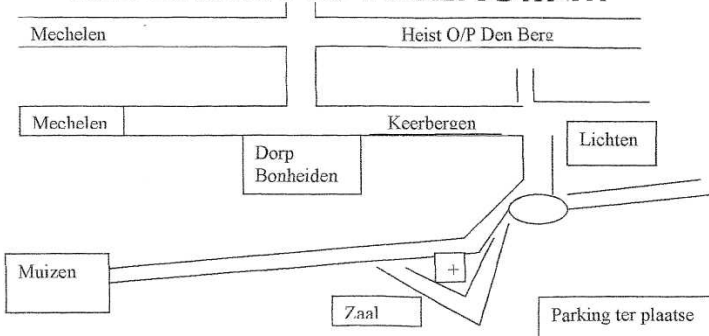 Mechelen Heist O/P Den Berg
Mechelen Keerbergen
Lichten
Dorp
Bonheiden
Muizen
+
Zaal
Parking ter plaatse